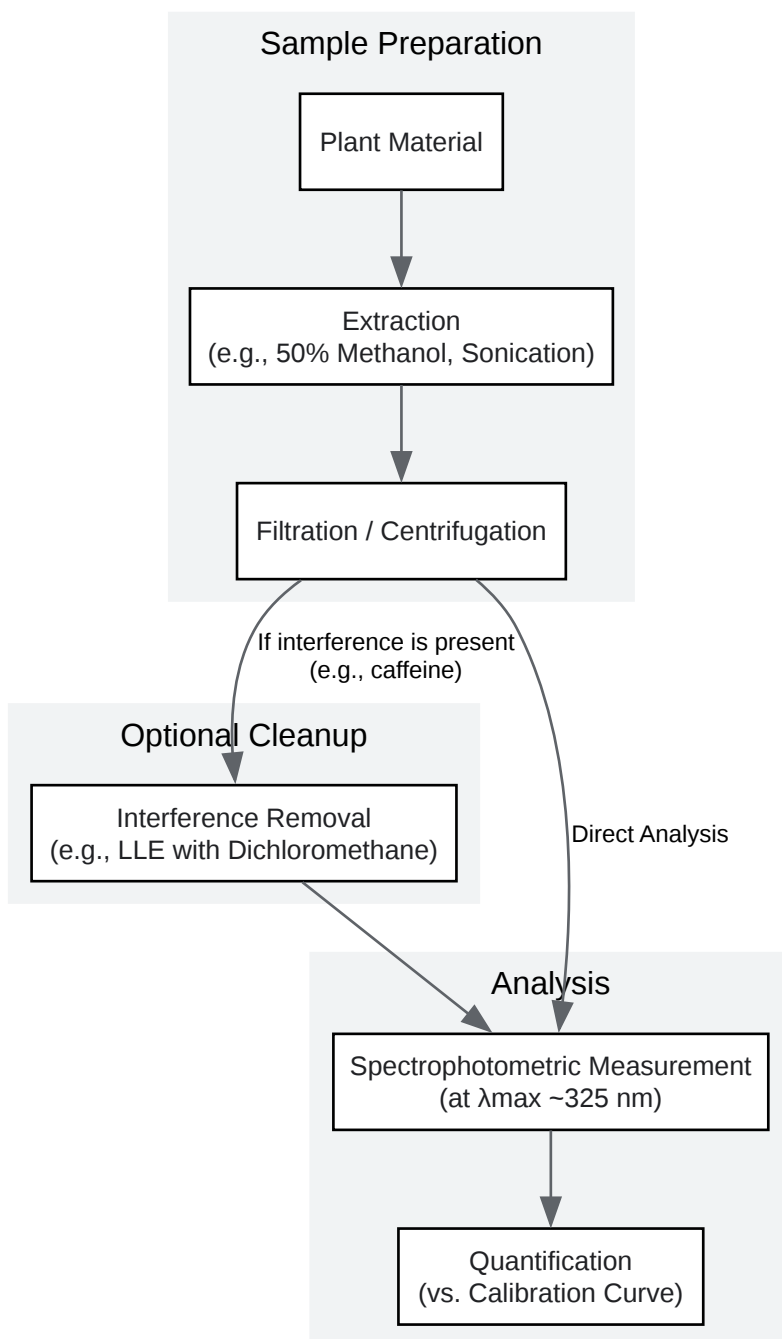 Sample Preparation
Plant Material
Extraction
(e.g., 50% Methanol, Sonication)
Filtration / Centrifugation
If interference is present
(e.g., caffeine)
Optional Cleanup
Interference Removal
(e.g., LLE with Dichloromethane)
Direct Analysis
Analysis
Spectrophotometric Measurement
(at λmax ~325 nm)
Quantification
(vs. Calibration Curve)